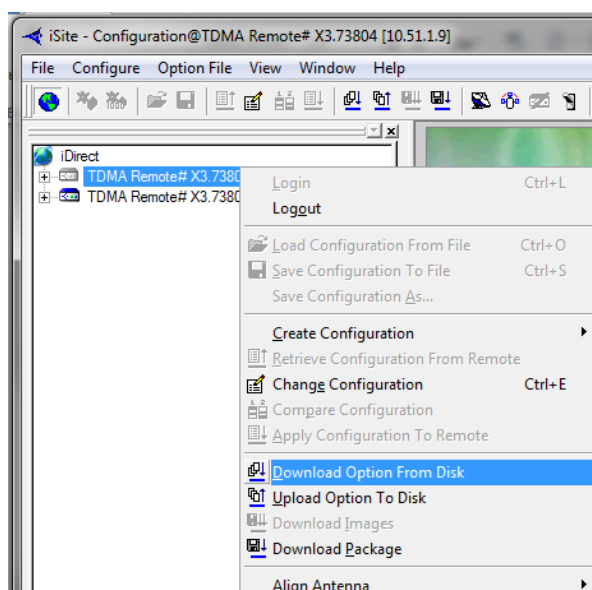 iSite - Configuration@TDMA Remote# X3.73804 [10.51.1.9]
File Configure Option File View Window Help
iDirect
TDMA Remote# X3.7380
TDMA Remote# X3.7380
Login Ctrl+L
Logout
Load Configuration From File Ctrl+O
Save Configuration To File Ctrl+S
Save Configuration As...
Create Configuration
Retrieve Configuration From Remote
Change Configuration Ctrl+E
Compare Configuration
Apply Configuration To Remote
Download Option From Disk
Upload Option To Disk
Download Images
Download Package
Align Antenna